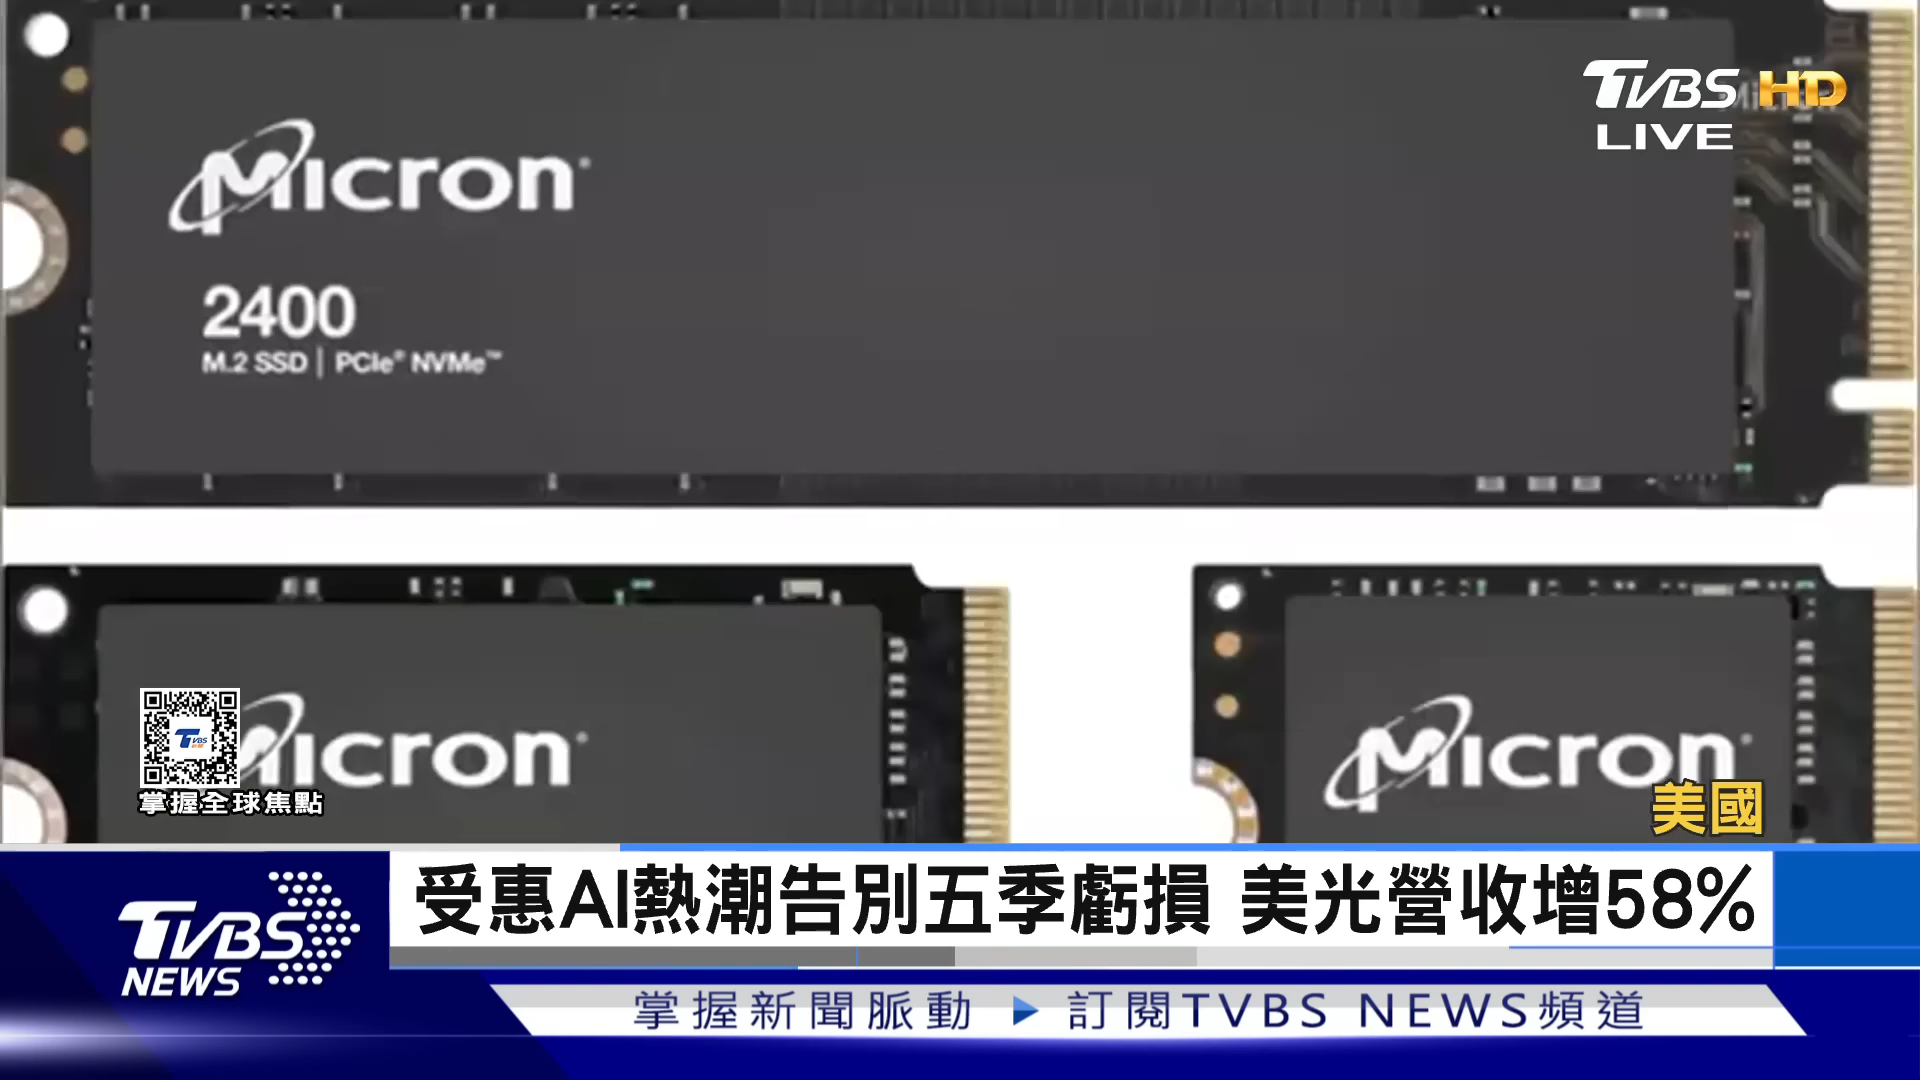 Micron
2400
M.2 SSD | PCIe® NVMe™
TVBS HD
LIVE
Micron
Micron
TVBS
掌握全球焦點
美國
受惠AI熱潮告別五季虧損 美光營收增58%
TVBS
NEWS
掌握新聞脈動 ▶ 訂閱TVBS NEWS頻道